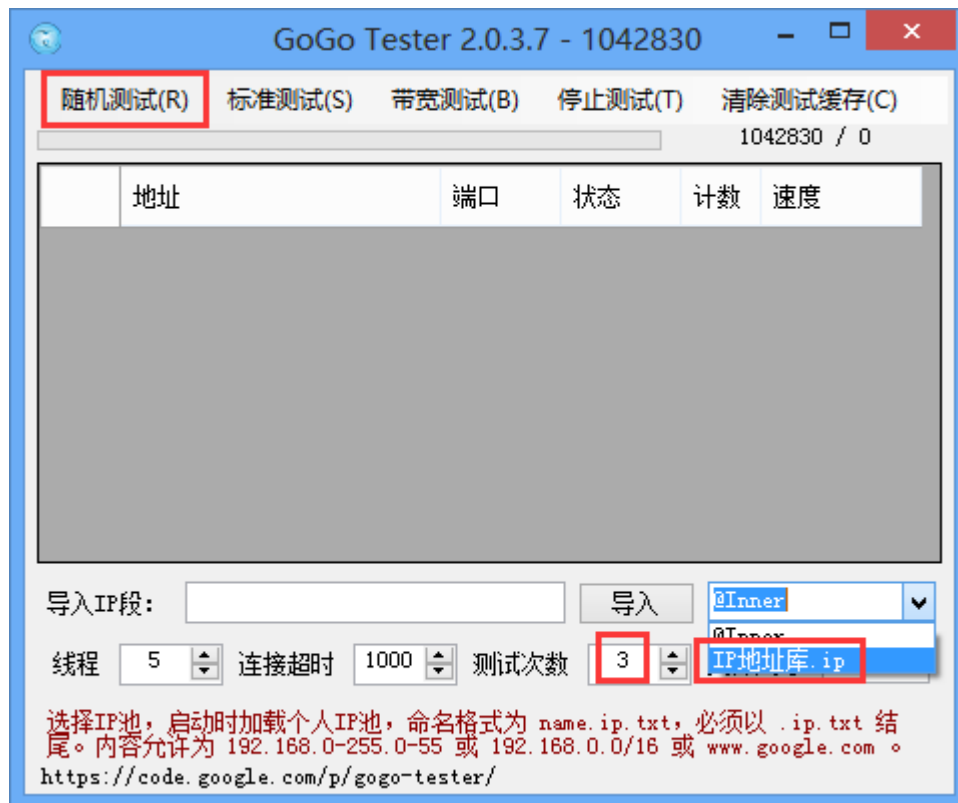 GoGo Tester 2.0.3.7 - 1042830
随机测试(R) 标准测试(S) 带宽测试(B) 停止测试(T) 清除测试缓存(C)
1042830 / 0
地址 端口 状态 计数 速度
导入IP段: 导入 @Inner
@Inner
线程 5 连接超时 1000 测试次数 3 IP地址库.ip
选择IP池，启动时加载个人IP池，命名格式为 name.ip.txt，必须以 .ip.txt 结
尾。内容允许为 192.168.0-255.0-55 或 192.168.0.0/16 或 www.google.com 。
https://code.google.com/p/gogo-tester/